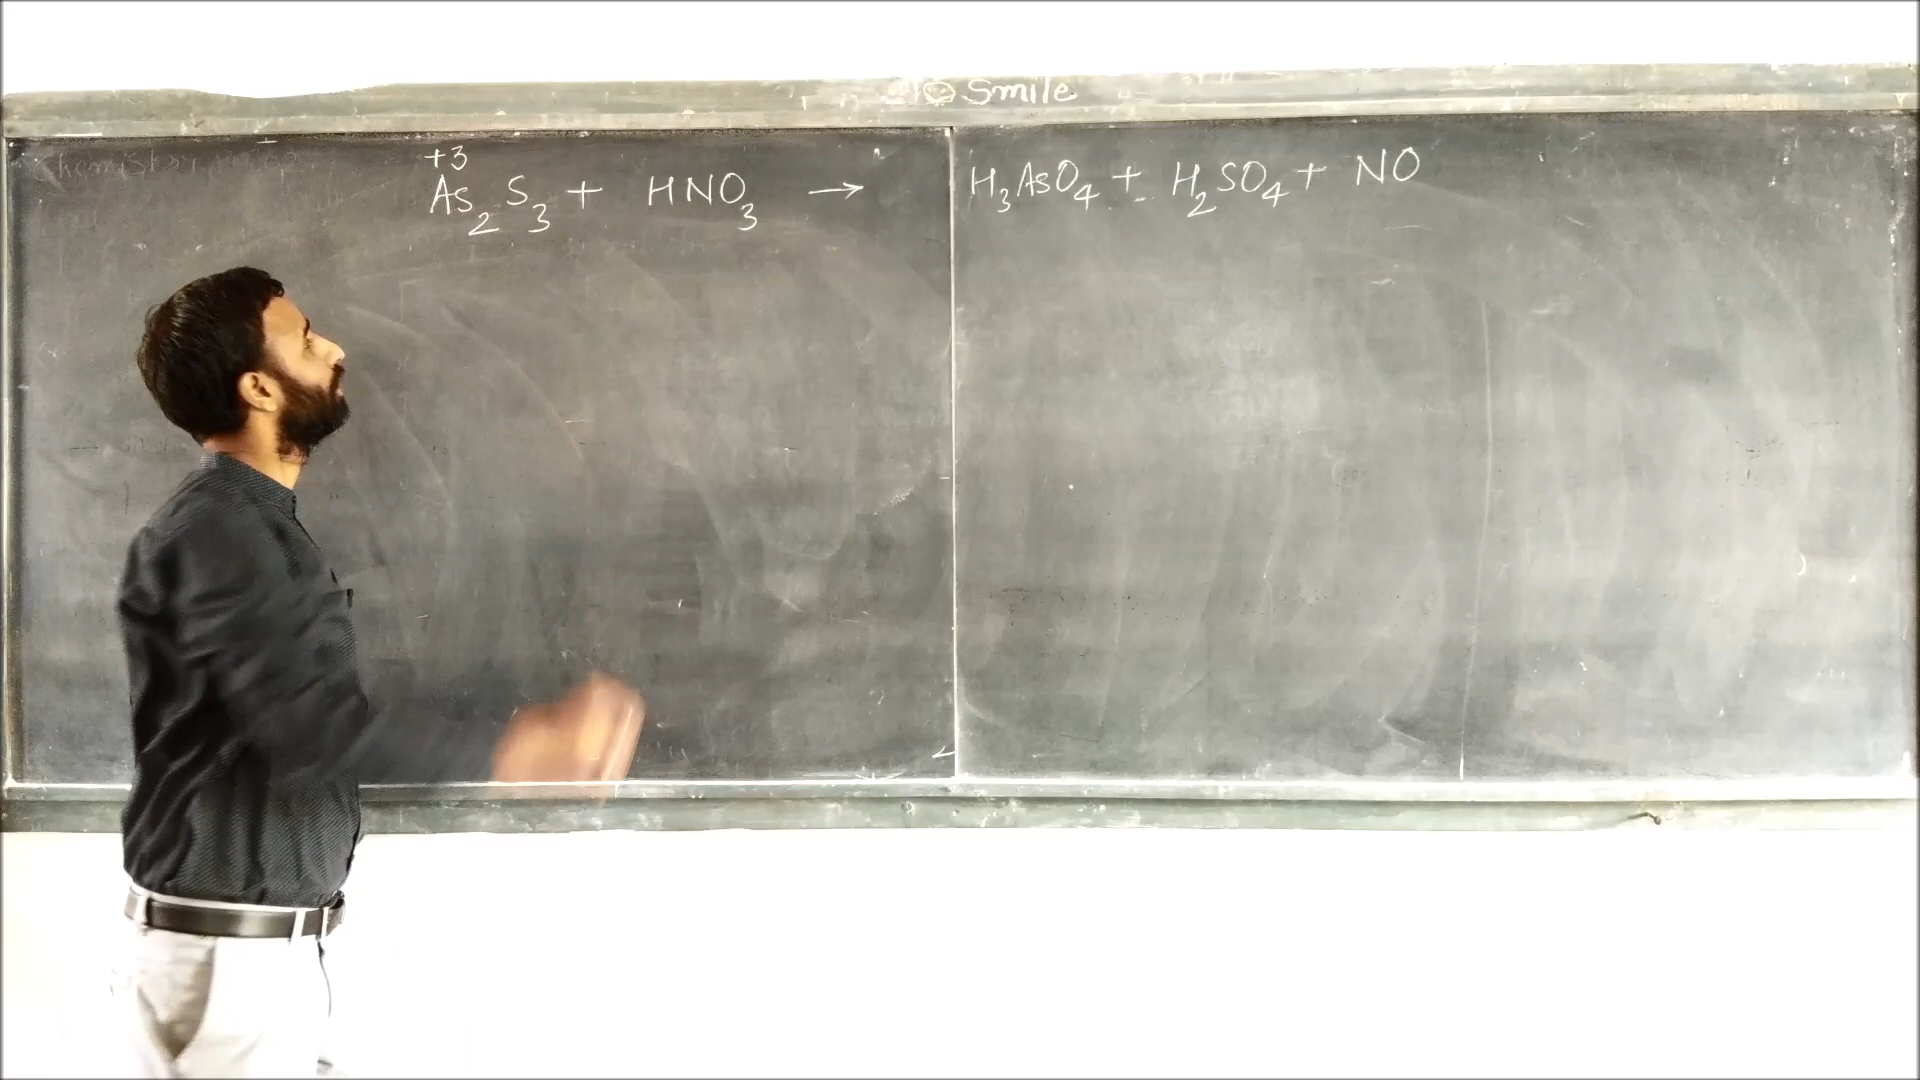 Smile
+3
As2S3 + HNO3 → H3AsO4 + H2SO4 + NO